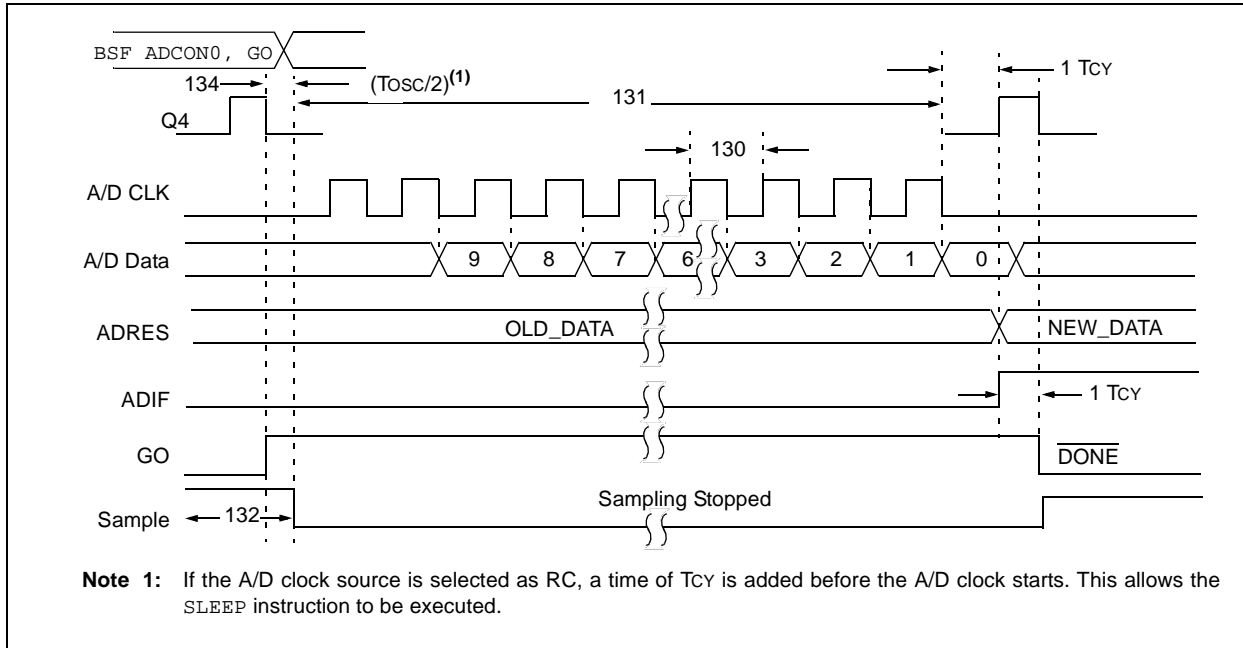 BSF ADCON0, GO
134 (TOSC/2)(1) 131 1 TCY
Q4
130
A/D CLK
A/D Data 9 8 7 6 3 2 1 0
ADRES OLD_DATA NEW_DATA
ADIF 1 TCY
GO DONE
Sample 132 Sampling Stopped
Note 1: If the A/D clock source is selected as RC, a time of TCY is added before the A/D clock starts. This allows the
SLEEP instruction to be executed.